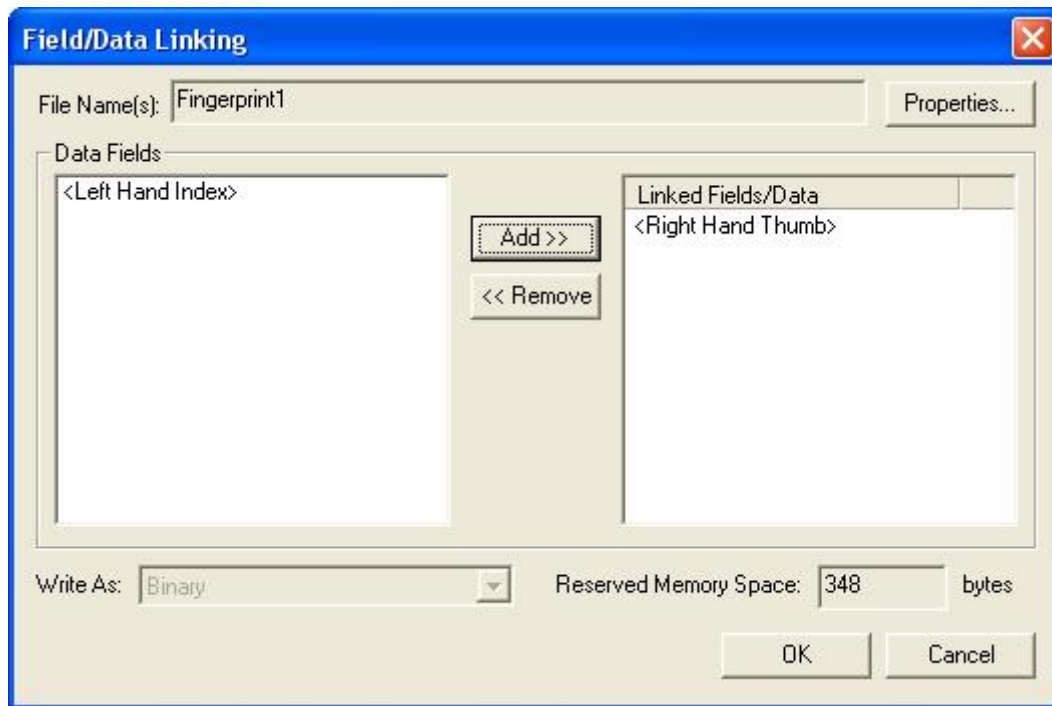 Field/Data Linking
File Name(s): Fingerprint1 Properties...
Data Fields
<Left Hand Index>
Linked Fields/Data
<Right Hand Thumb>
Add >>
<< Remove
Write As: Binary Reserved Memory Space: 348 bytes
OK Cancel